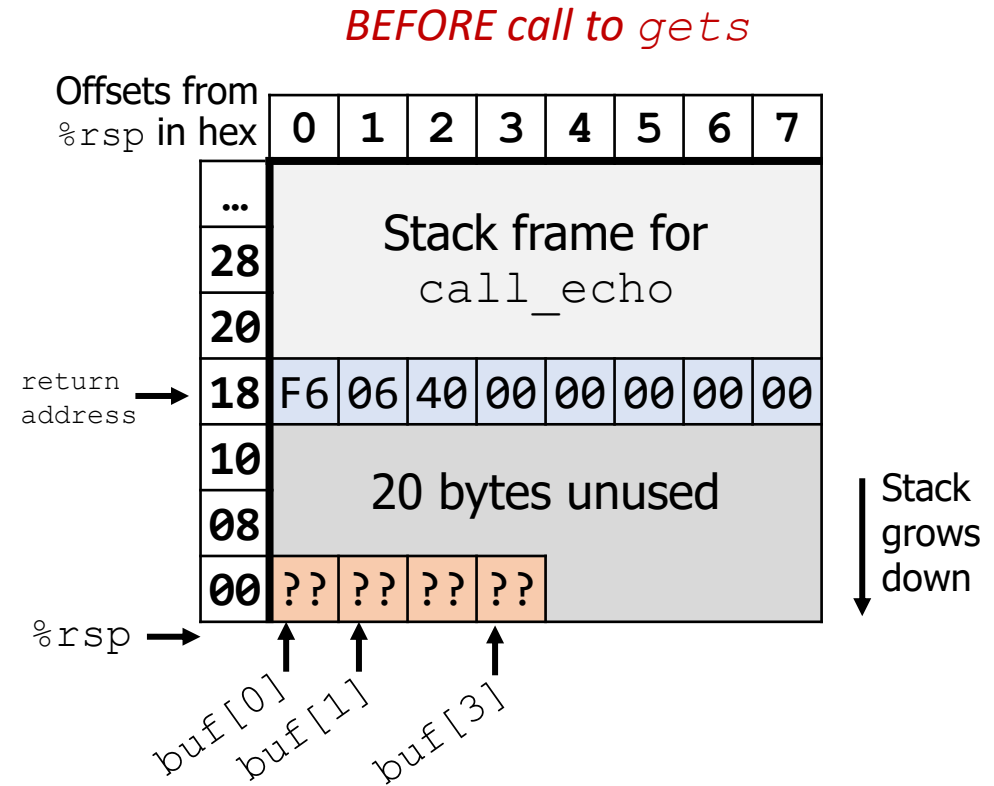 BEFORE call to gets
Offsets from
%rsp in hex
0 1 2 3 4 5 6 7
…
Stack frame for
28
call_echo
20
return
address
18 F6 06 40 00 00 00 00 00
10
20 bytes unused
08
Stack
grows
down
00 ?? ?? ?? ??
%rsp
buf[0]
buf[1]
buf[3]